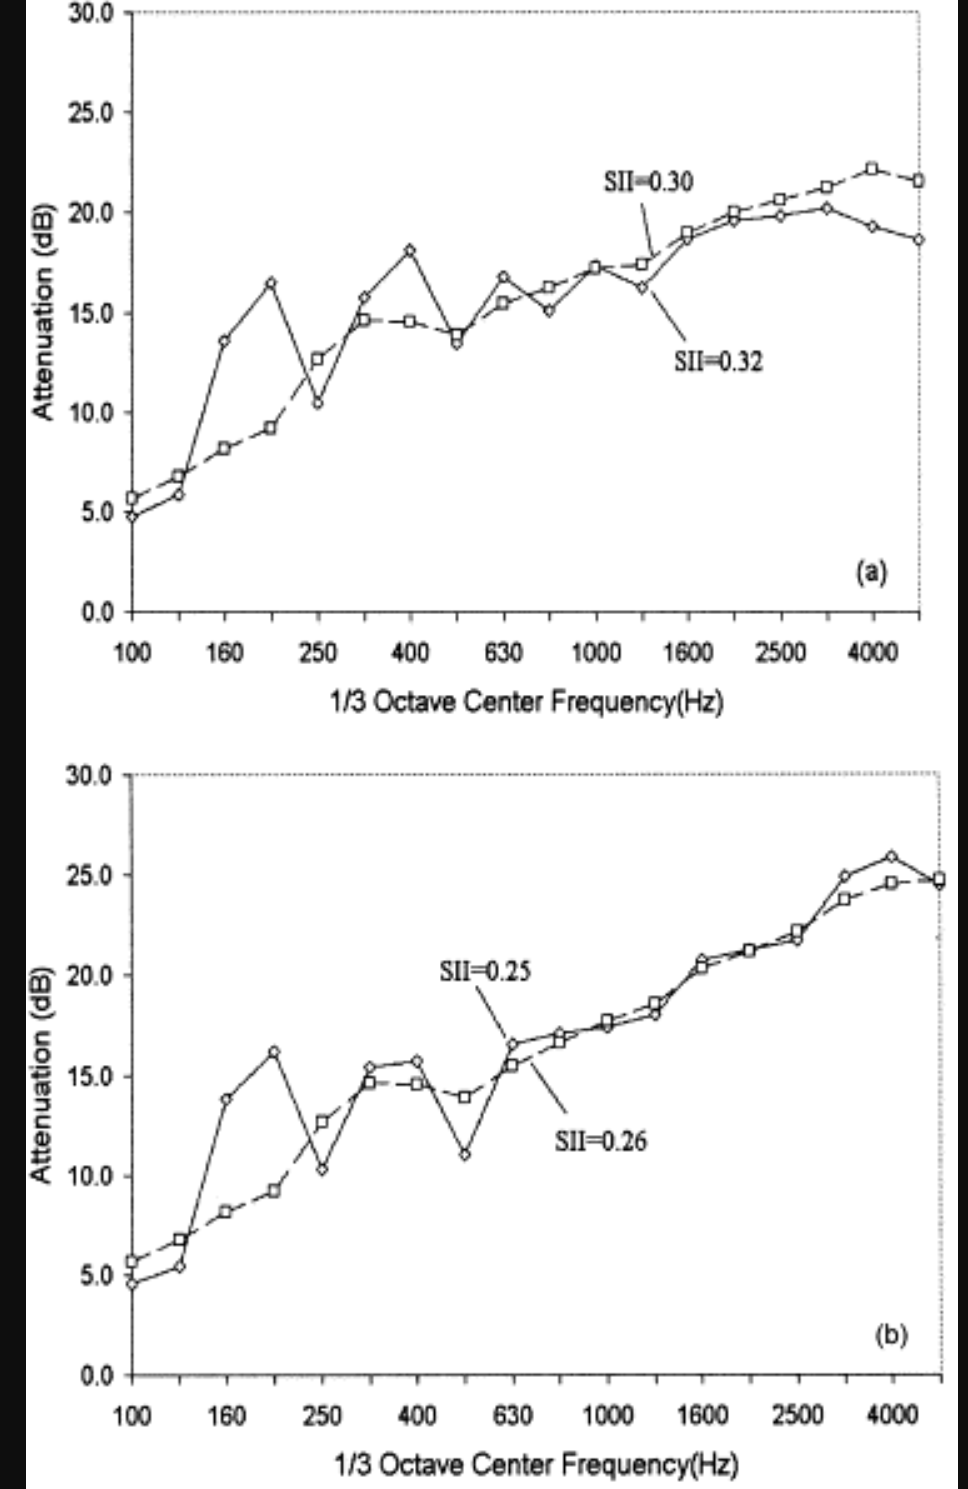 30.0
25.0
20.0
15.0
10.0
5.0
0.0
Attenuation (dB)
SII=0.30
SII=0.32
(a)
100 160 250 400 630 1000 1600 2500 4000
1/3 Octave Center Frequency(Hz)
30.0
25.0
20.0
15.0
10.0
5.0
0.0
Attenuation (dB)
SII=0.25
SII=0.26
(b)
100 160 250 400 630 1000 1600 2500 4000
1/3 Octave Center Frequency(Hz)